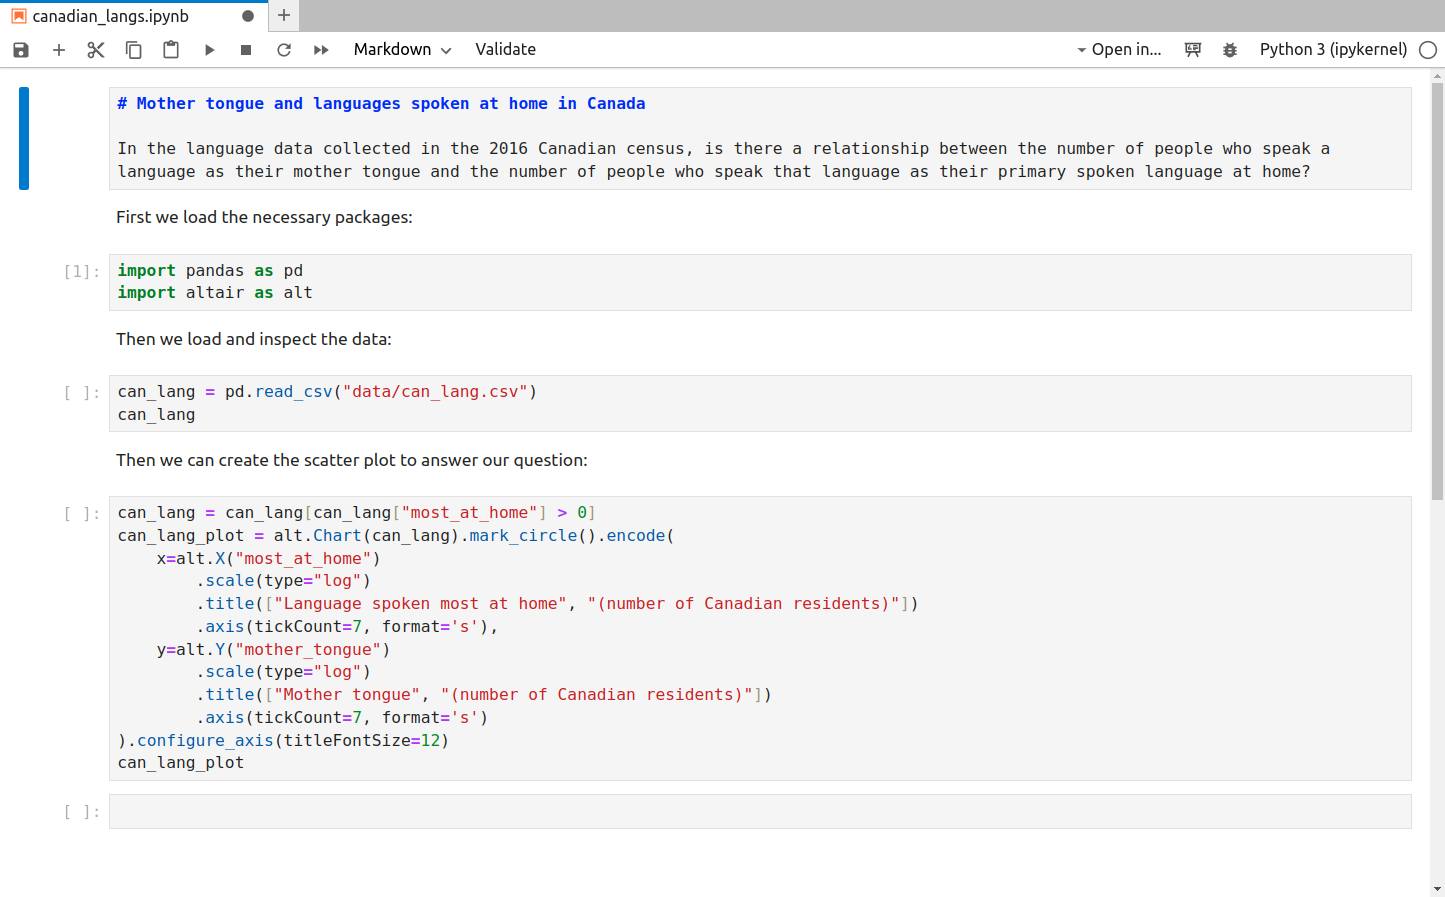 canadian_langs.ipynb
Markdown Validate Open in... Python 3 (ipykernel)
# Mother tongue and languages spoken at home in Canada
In the language data collected in the 2016 Canadian census, is there a relationship between the number of people who speak a
language as their mother tongue and the number of people who speak that language as their primary spoken language at home?
First we load the necessary packages:
[1]: import pandas as pd
import altair as alt
Then we load and inspect the data:
[ ]: can_lang = pd.read_csv("data/can_lang.csv")
can_lang
Then we can create the scatter plot to answer our question:
[ ]: can_lang = can_lang[can_lang["most_at_home"] > 0]
can_lang_plot = alt.Chart(can_lang).mark_circle().encode(
    x=alt.X("most_at_home")
        .scale(type="log")
        .title(["Language spoken most at home", "(number of Canadian residents)"])
        .axis(tickCount=7, format='s'),
    y=alt.Y("mother_tongue")
        .scale(type="log")
        .title(["Mother tongue", "(number of Canadian residents)"])
        .axis(tickCount=7, format='s')
).configure_axis(titleFontSize=12)
can_lang_plot
[ ]: